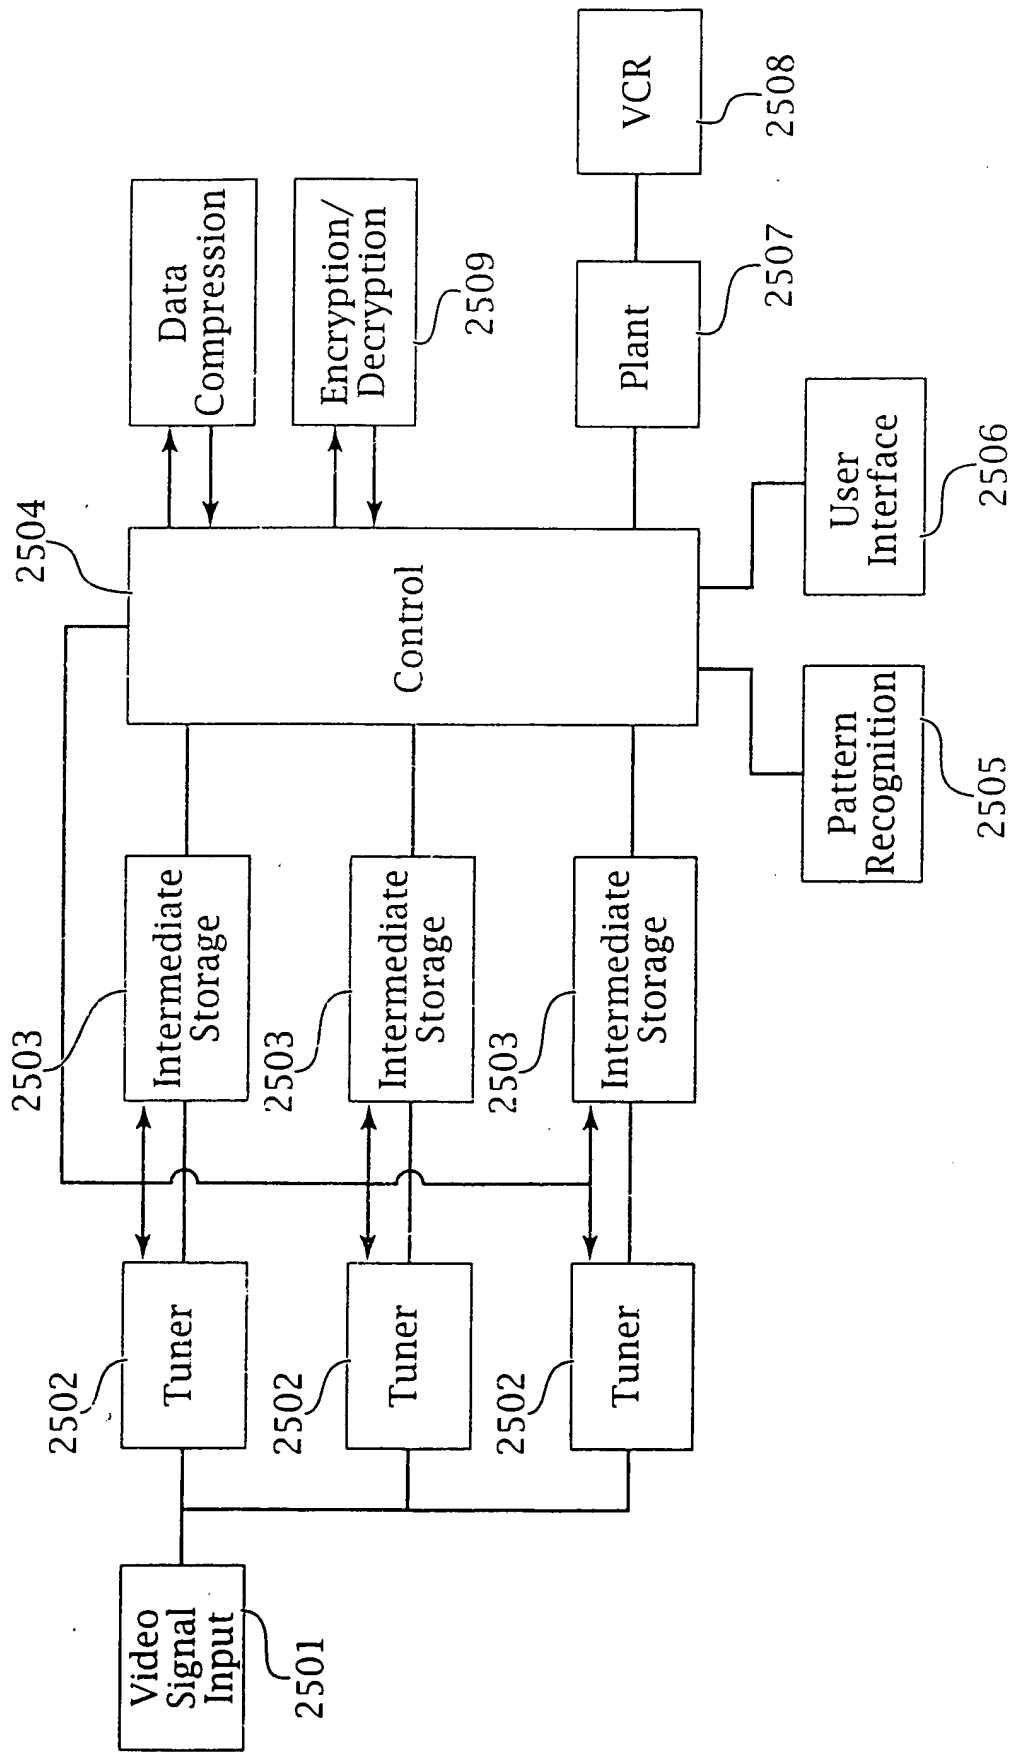 2504
Data
Compression
Encryption/
Decryption
2509
Control
Plant
2507
VCR
2508
User
Interface
2506
Pattern
Recognition
2505
2503
Intermediate
Storage
2503
Intermediate
Storage
2503
Intermediate
Storage
2502
Tuner
2502
Tuner
2502
Tuner
Video
Signal
Input
2501